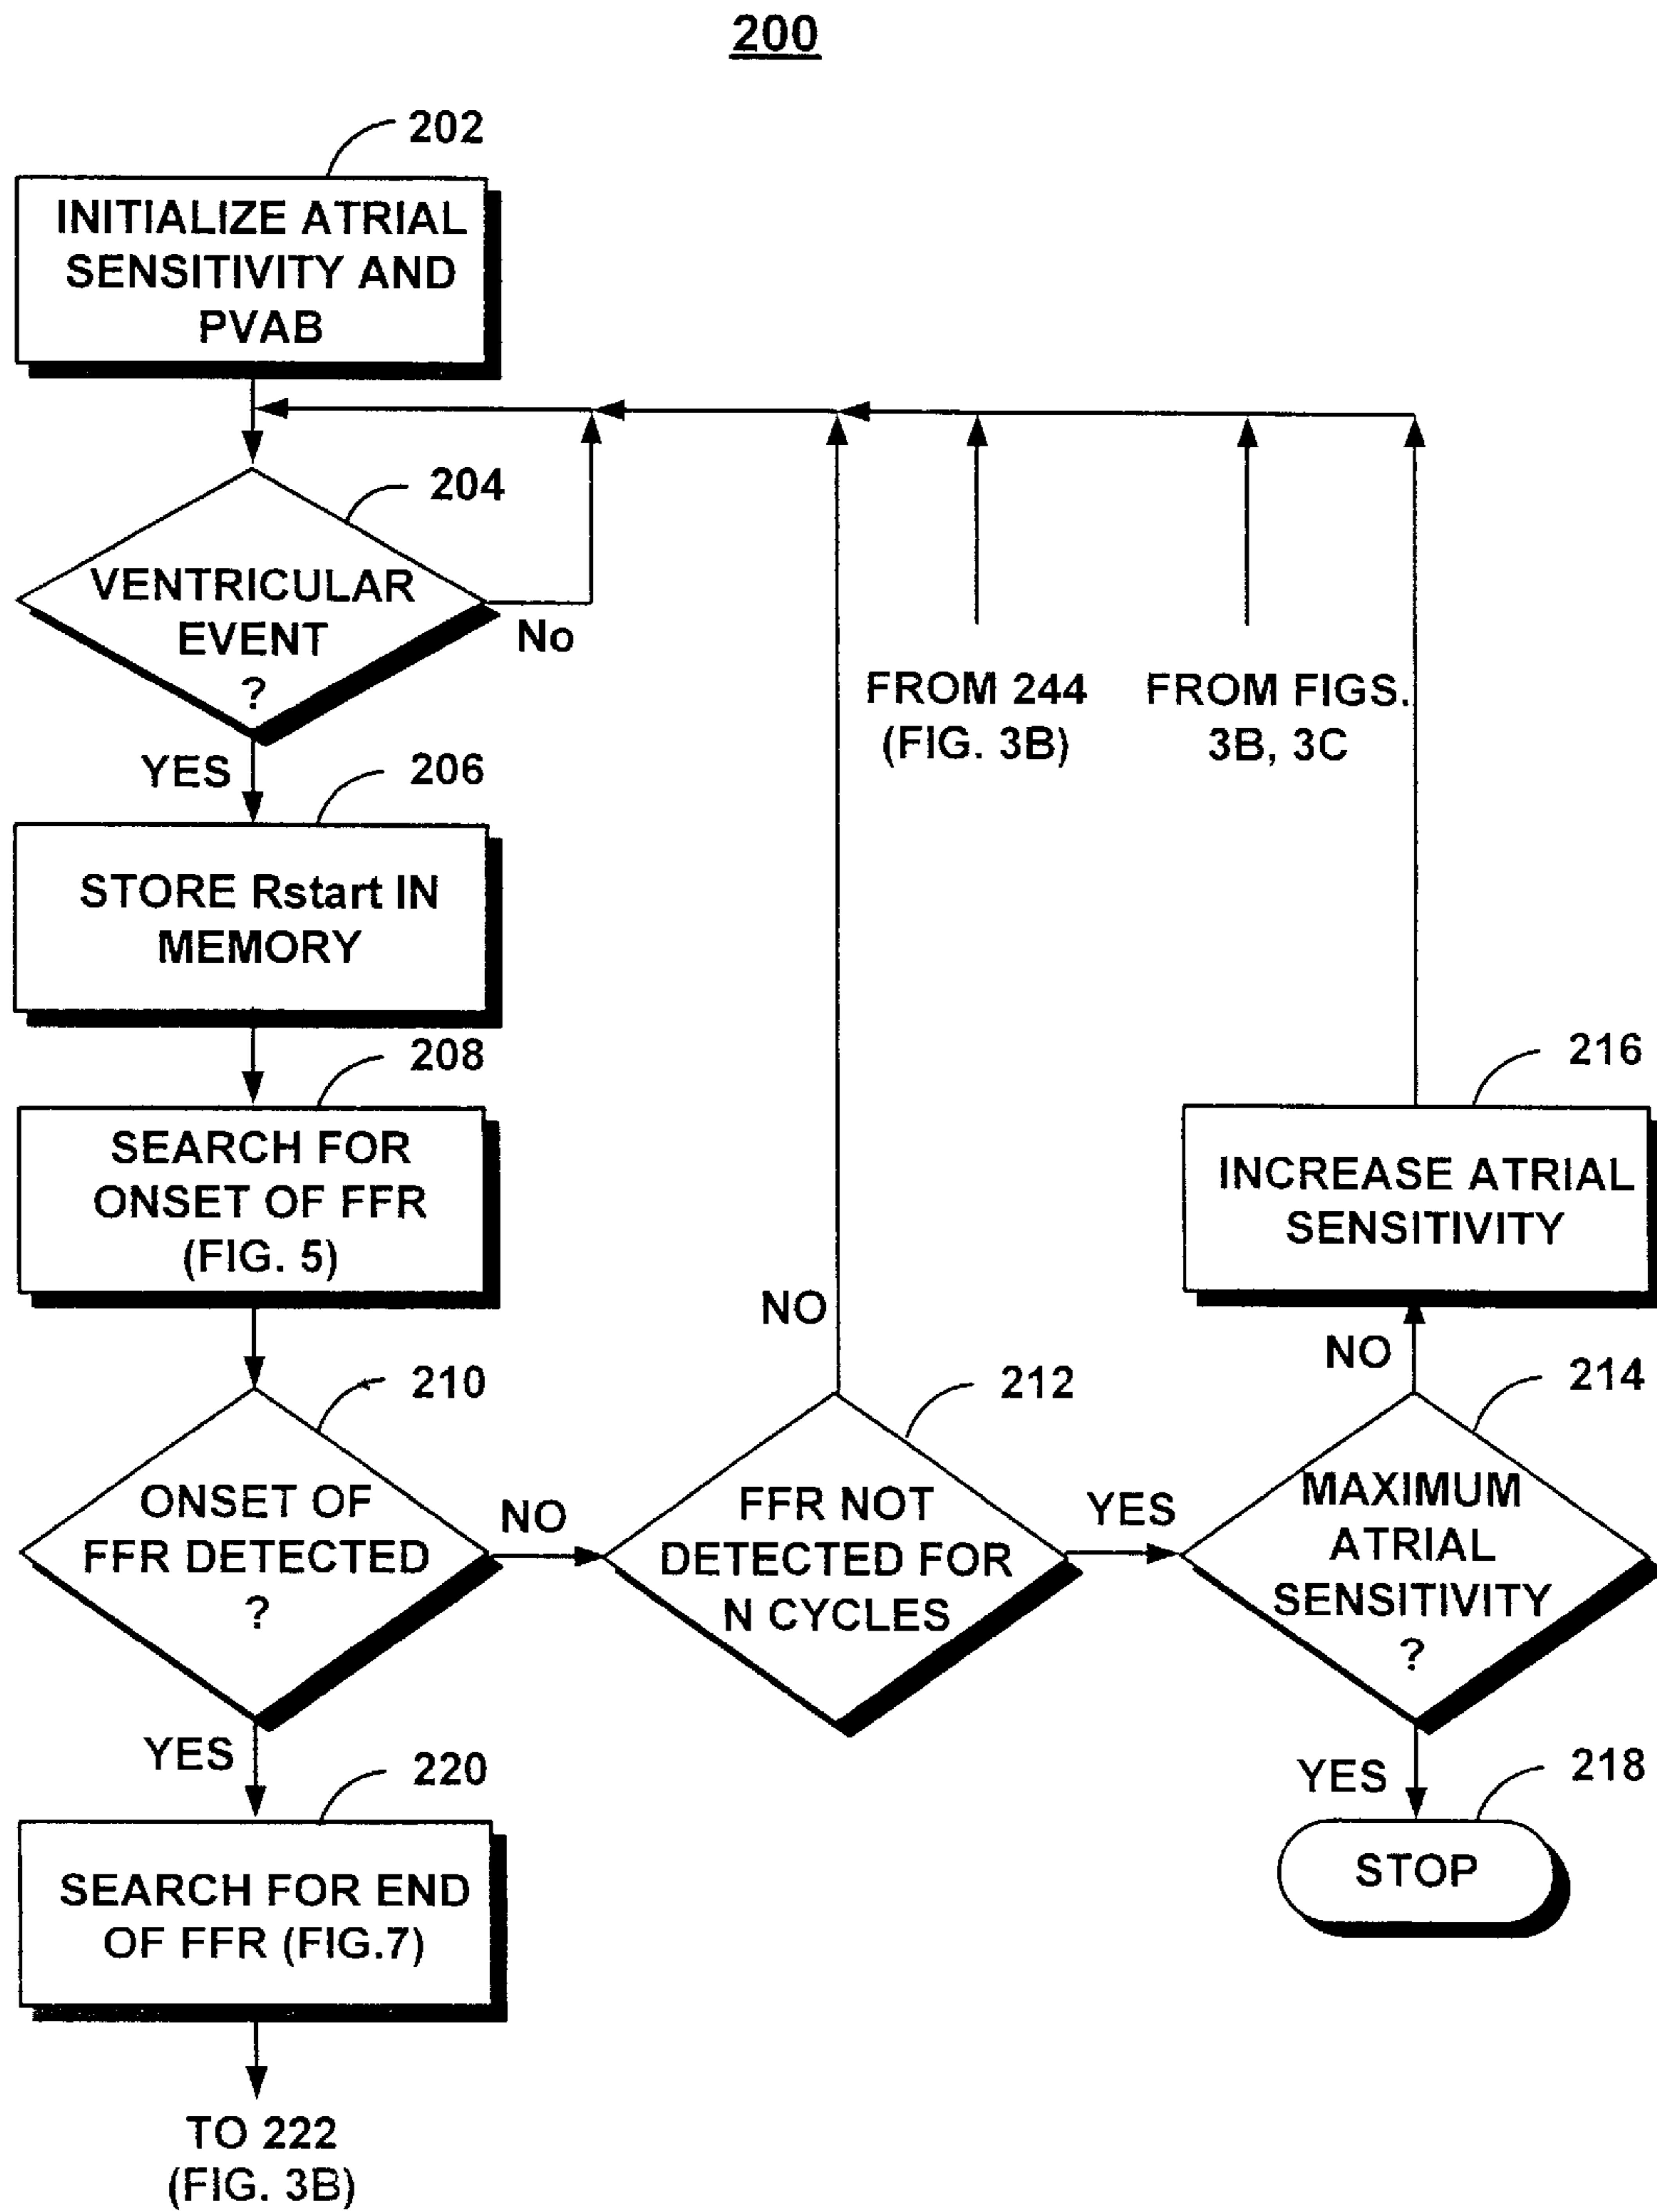 200
202
INITIALIZE ATRIAL
SENSITIVITY AND
PVAB
204
VENTRICULAR
EVENT
?
No
YES
FROM 244
(FIG. 3B)
FROM FIGS.
3B, 3C
206
STORE Rstart IN
MEMORY
208
SEARCH FOR
ONSET OF FFR
(FIG. 5)
210
ONSET OF
FFR DETECTED
?
NO
YES
212
FFR NOT
DETECTED FOR
N CYCLES
NO
YES
214
MAXIMUM
ATRIAL
SENSITIVITY
?
NO
YES
216
INCREASE ATRIAL
SENSITIVITY
218
STOP
220
SEARCH FOR END
OF FFR (FIG.7)
TO 222
(FIG. 3B)